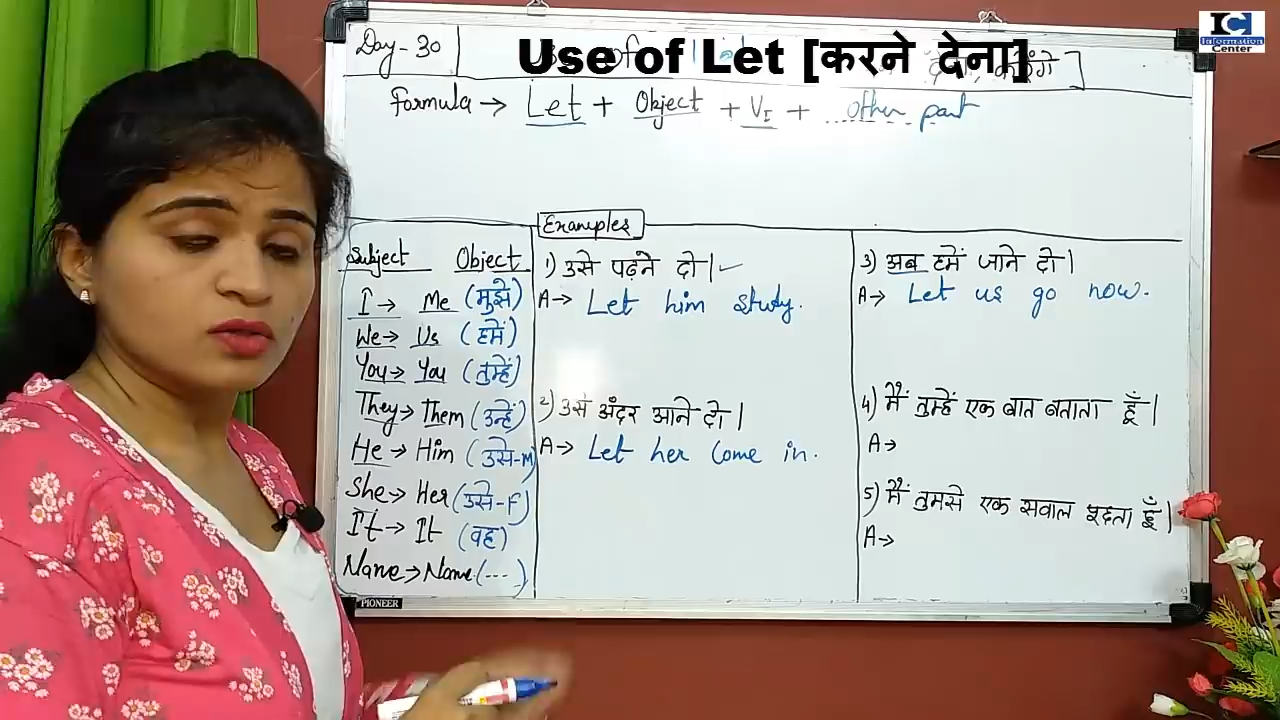 Use of Let [करने देना]
ICI
Information
Center
Day-30
Formula → Let + Object + V1 + other part
Examples
Subject Object
I → Me (मुझे)
We → Us (हमें)
You → You (तुम्हें)
They → Them (उन्हें)
He → Him (उसे-M)
She → Her (उसे-F)
It → It (वह)
Name → Name (---)
1) उसे पढ़ने दो।
A → Let him study.
2) उसे अंदर आने दो।
A → Let her come in.
3) अब हमें जाने दो।
A → Let us go now.
4) मैं तुम्हें एक बात बताता हूँ।
A →
5) मैं तुमसे एक सवाल पूछता हूँ।
A →
PIONEER